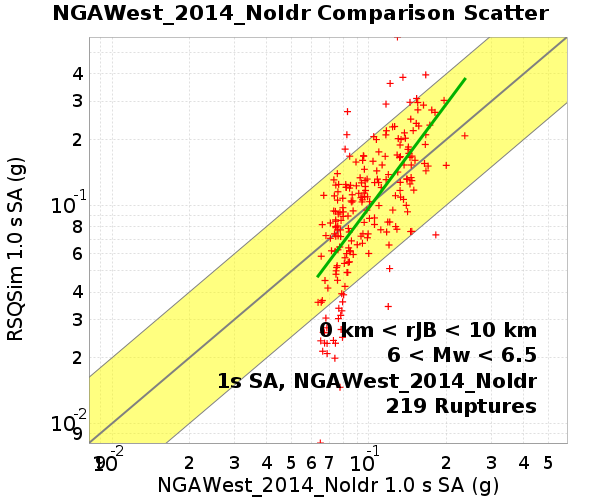 NGAWest_2014_NoIdr Comparison Scatter
RSQSim 1.0 s SA (g)
4
3
2
10^-1
8
6
4
3
2
10^-2
9
0 km < rJB < 10 km
6 < Mw < 6.5
1s SA, NGAWest_2014_NoIdr
219 Ruptures
9 10^-2 2 3 4 5 6 7 10^-1 2 3 4 5
NGAWest_2014_NoIdr 1.0 s SA (g)